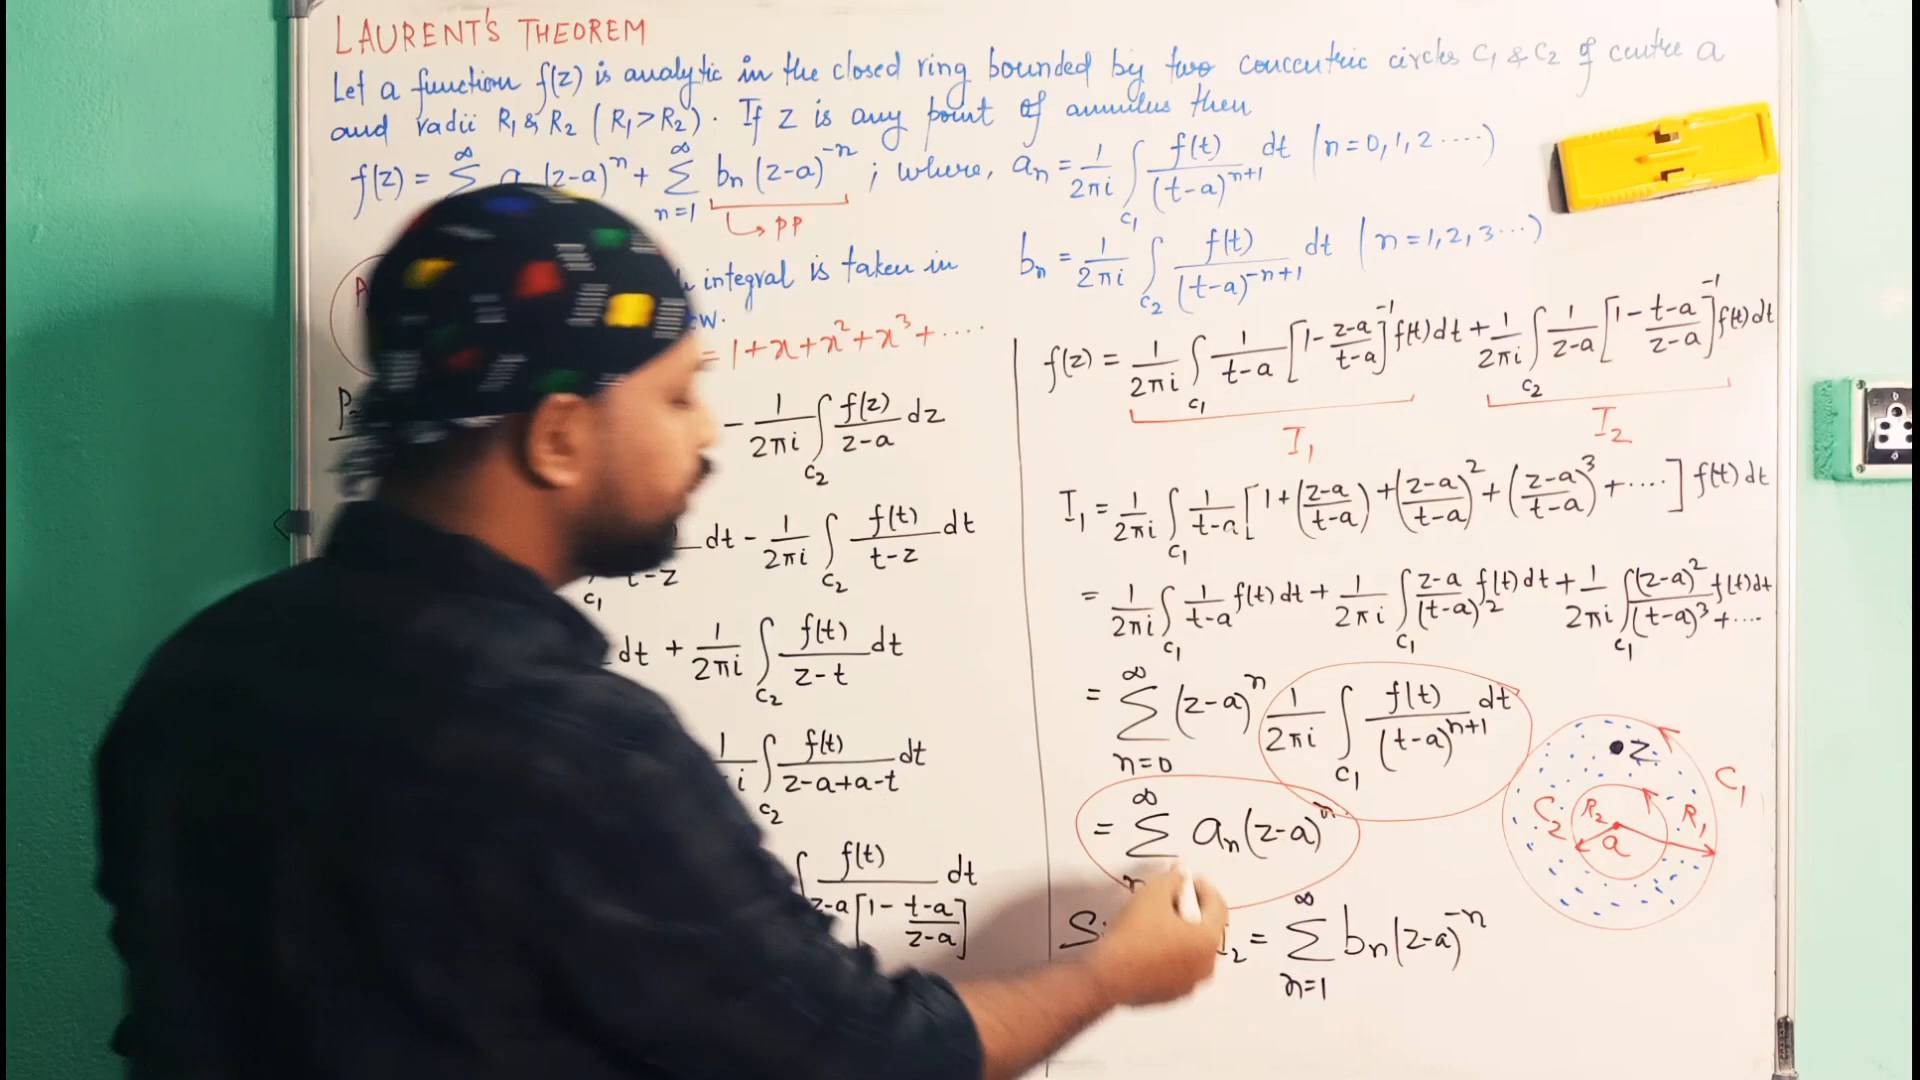 LAURENT'S THEOREM
Let a function f(z) is analytic in the closed ring bounded by two concentric circles C₁ & C₂ of centre a
and radii R₁ & R₂ (R₁>R₂). If z is any point of annulus then
f(z) = ∞ Σ (z-a)^n + ∞ Σ n=1 bn (z-a)^-n ; where, an = 1/2πi ∫c₁ f(t)/(t-a)^n+1 dt (n=0,1,2.....)
↳ PP
integral is taken in
bn = 1/2πi ∫c₂ f(t)/(t-a)^-n+1 dt (n=1,2,3...)
= 1+x+x²+x³+....
- 1/2πi ∫c₂ f(z)/z-a dz
t-z c₁ dt - 1/2πi ∫c₂ f(t)/t-z dt
dt + 1/2πi ∫c₂ f(t)/z-t dt
i ∫c₂ f(t)/z-a+a-t dt
∫ f(t)/z-a[1- t-a/z-a] dt
f(z) = 1/2πi ∫c₁ 1/t-a [1- z-a/t-a]^-1 f(t)dt + 1/2πi ∫c₂ 1/z-a [1- t-a/z-a]^-1 f(t)dt
I₁ I₂
I₁ = 1/2πi ∫c₁ 1/t-a [1+(z-a/t-a)+(z-a/t-a)²+(z-a/t-a)³+....] f(t)dt
= 1/2πi ∫c₁ 1/t-a f(t)dt + 1/2πi ∫c₁ z-a/(t-a)² f(t)dt + 1/2πi ∫c₁ (z-a)²/(t-a)³ f(t)dt +....
= ∞ Σ n=0 (z-a)^n 1/2πi ∫c₁ f(t)/(t-a)^n+1 dt
= ∞ Σ an(z-a)^n
₂ = ∞ Σ n=1 bn(z-a)^-n
z
C₁
C₂ R₂ R₁
a